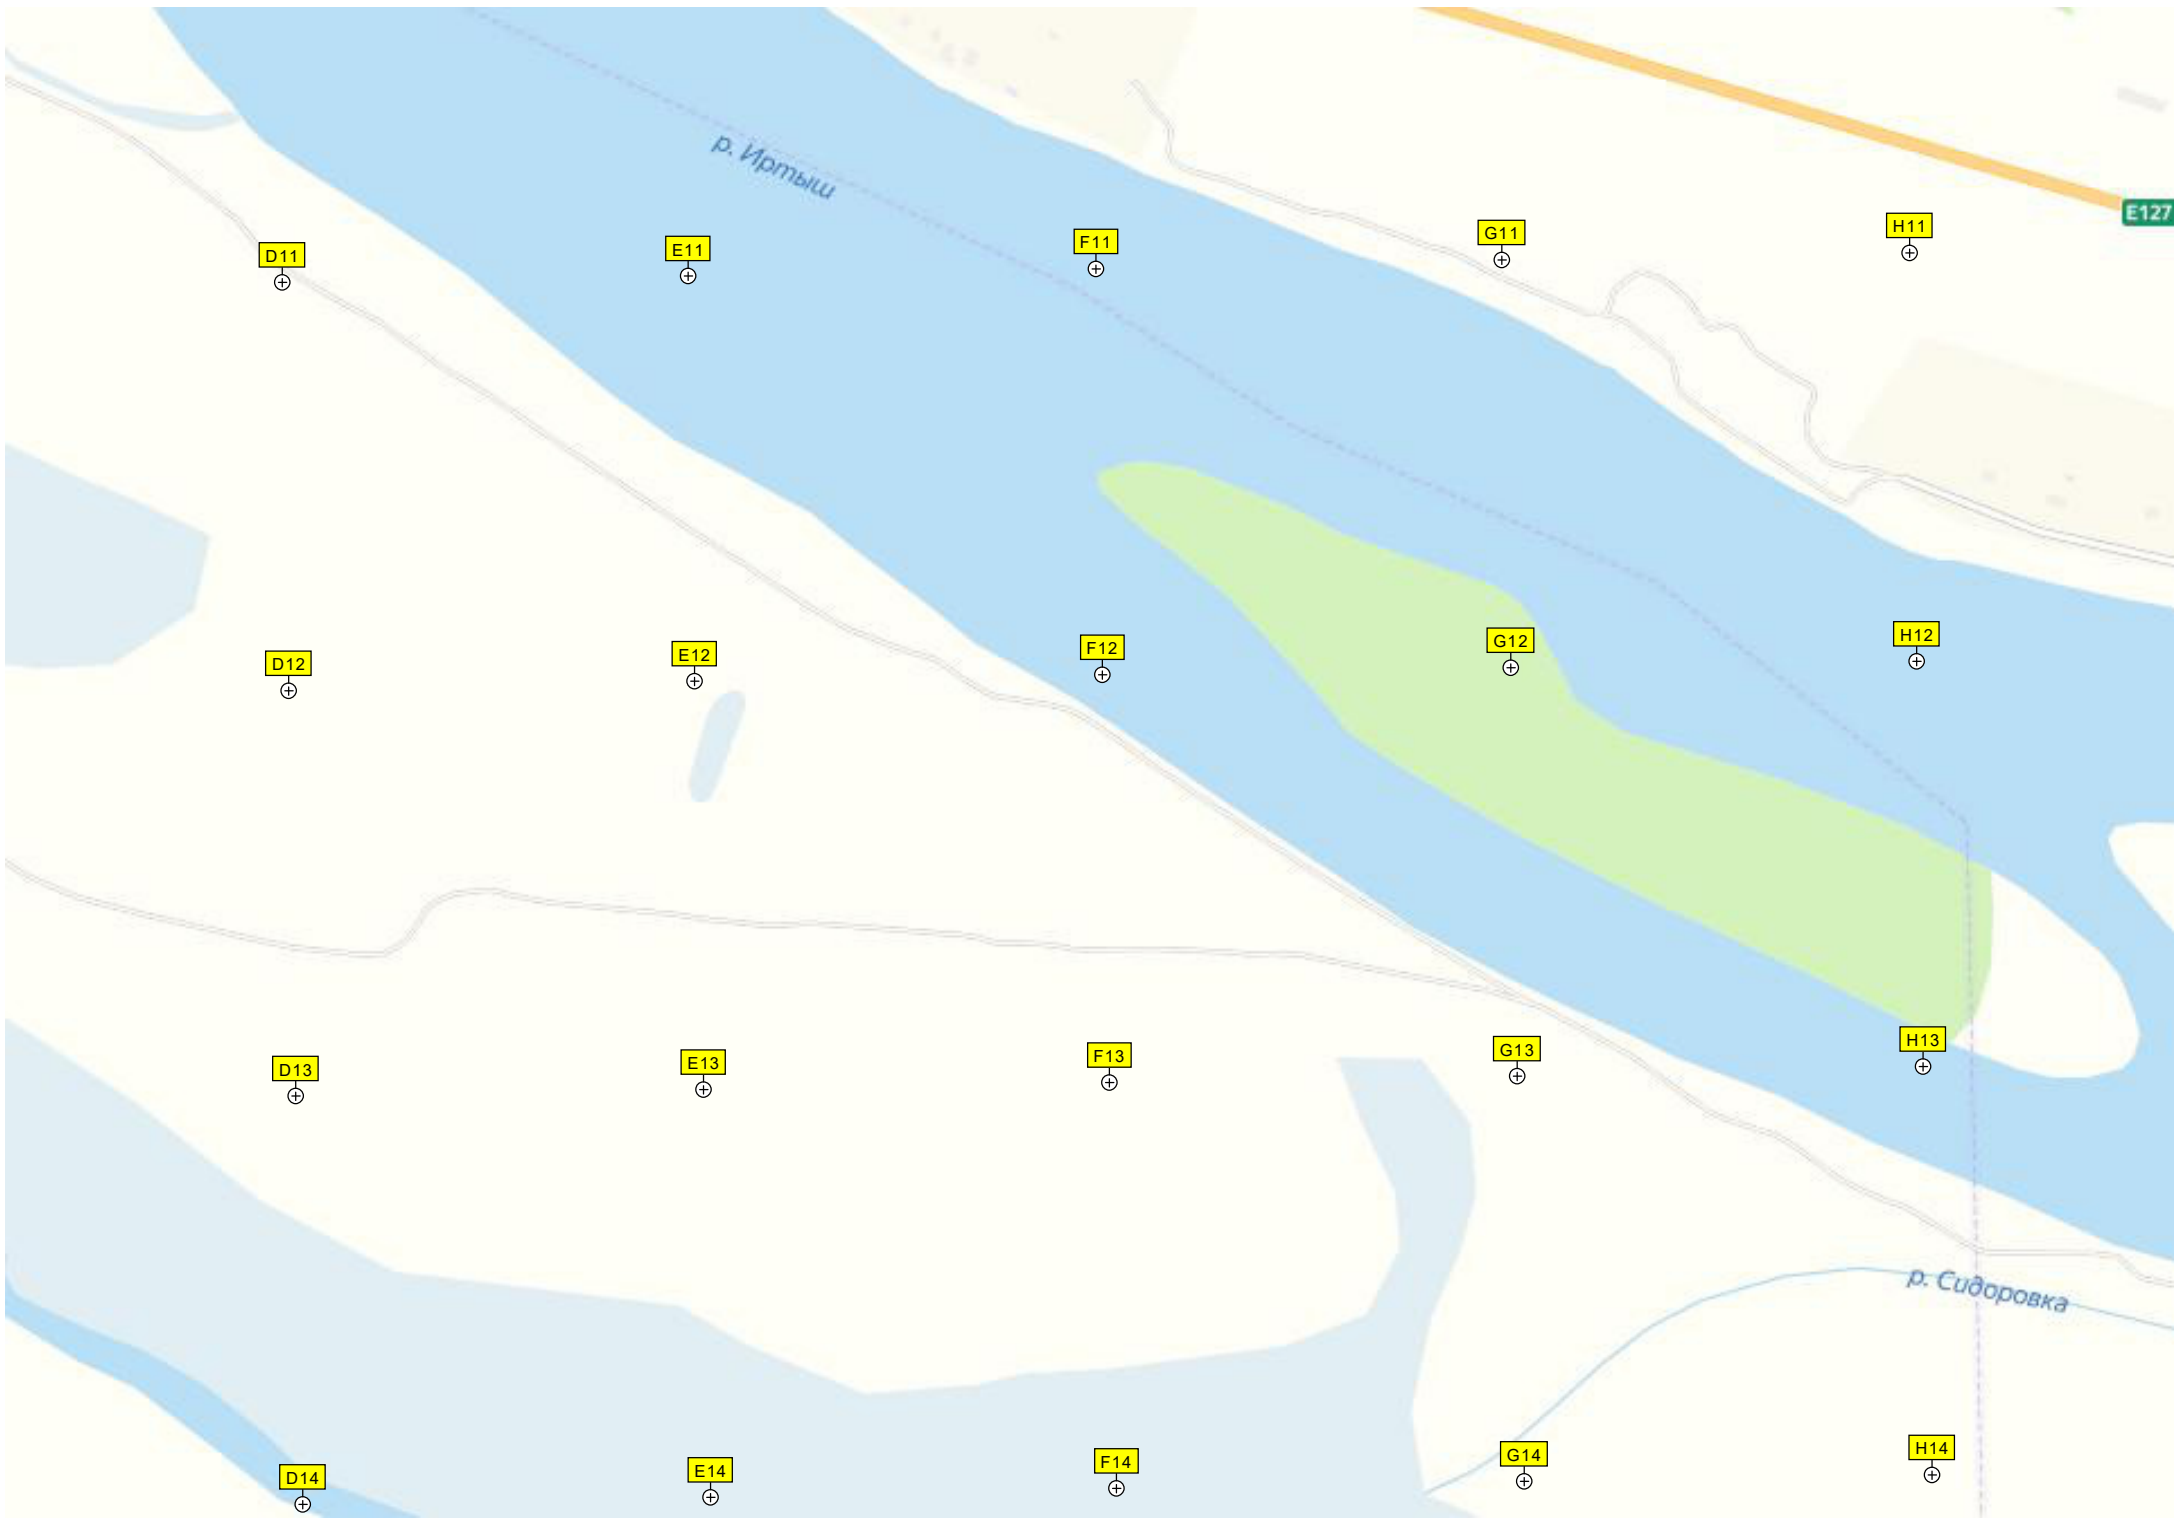 р. Иртыш
E127
D11
E11
F11
G11
H11
D12
E12
F12
G12
H12
D13
E13
F13
G13
H13
р. Сидоровка
D14
E14
F14
G14
H14